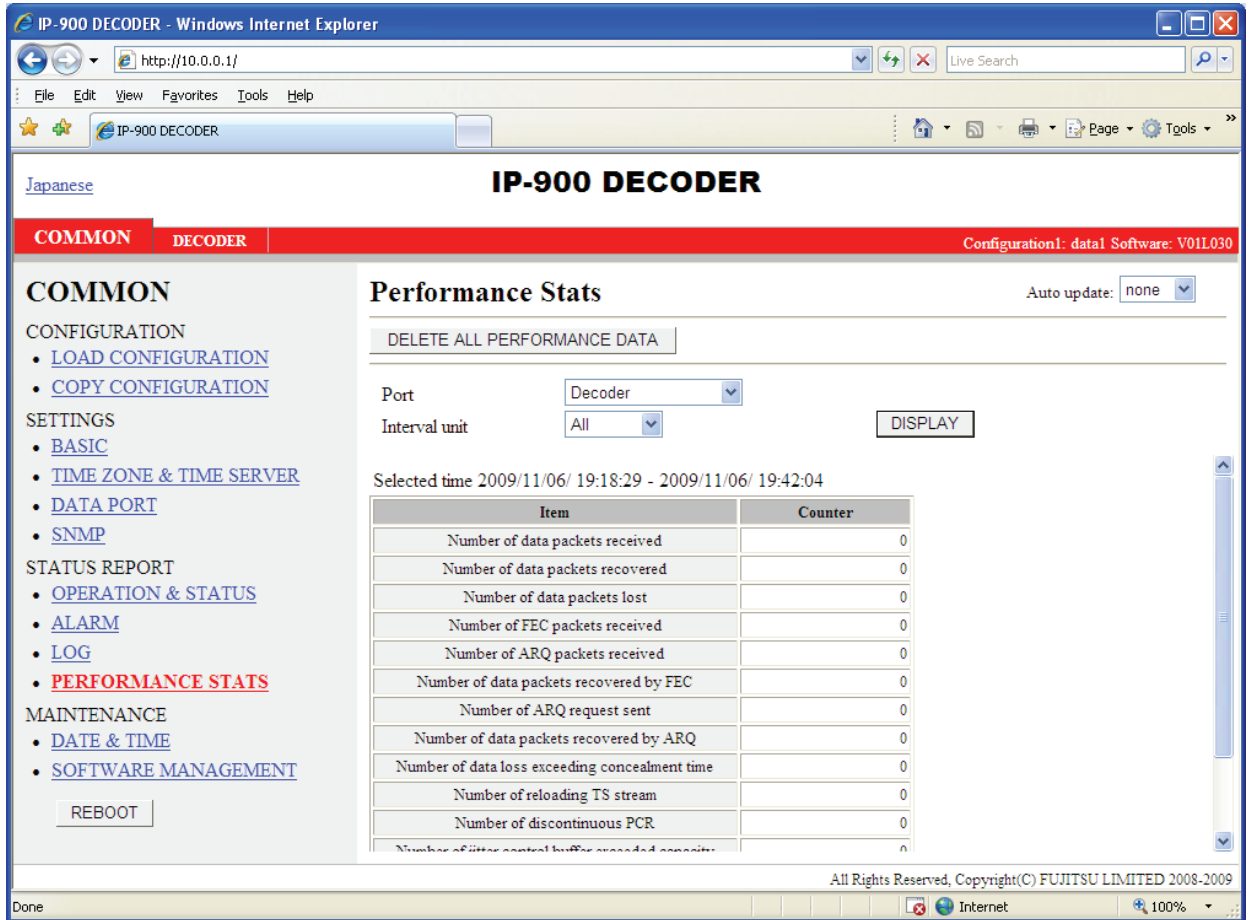 IP-900 DECODER - Windows Internet Explorer
http://10.0.0.1/
Live Search
File Edit View Favorites Tools Help
IP-900 DECODER
Page Tools »
Japanese
IP-900 DECODER
COMMON DECODER
Configuration1: data1 Software: V01L030
COMMON
CONFIGURATION
• LOAD CONFIGURATION
• COPY CONFIGURATION
SETTINGS
• BASIC
• TIME ZONE & TIME SERVER
• DATA PORT
• SNMP
STATUS REPORT
• OPERATION & STATUS
• ALARM
• LOG
• PERFORMANCE STATS
MAINTENANCE
• DATE & TIME
• SOFTWARE MANAGEMENT
REBOOT
Performance Stats
Auto update: none
DELETE ALL PERFORMANCE DATA
Port Decoder
Interval unit All DISPLAY
Selected time 2009/11/06/ 19:18:29 - 2009/11/06/ 19:42:04
Item Counter
Number of data packets received 0
Number of data packets recovered 0
Number of data packets lost 0
Number of FEC packets received 0
Number of ARQ packets received 0
Number of data packets recovered by FEC 0
Number of ARQ request sent 0
Number of data packets recovered by ARQ 0
Number of data loss exceeding concealment time 0
Number of reloading TS stream 0
Number of discontinuous PCR 0
Number of jitter control buffer exceeded capacity 0
All Rights Reserved, Copyright(C) FUJITSU LIMITED 2008-2009
Done Internet 100%